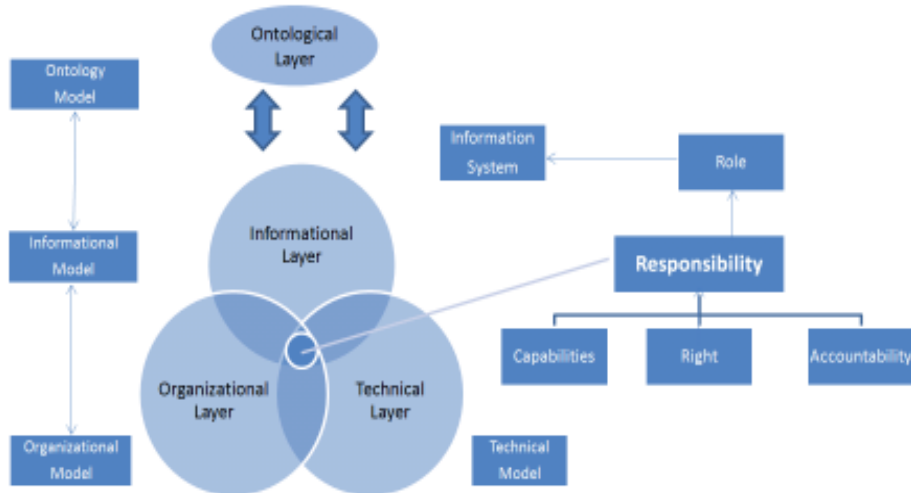 Ontological
Layer
Ontology
Model
Information
System
Role
Informational
Layer
Informational
Model
Responsibility
Capabilities
Right
Accountability
Organizational
Layer
Technical
Layer
Organizational
Model
Technical
Model